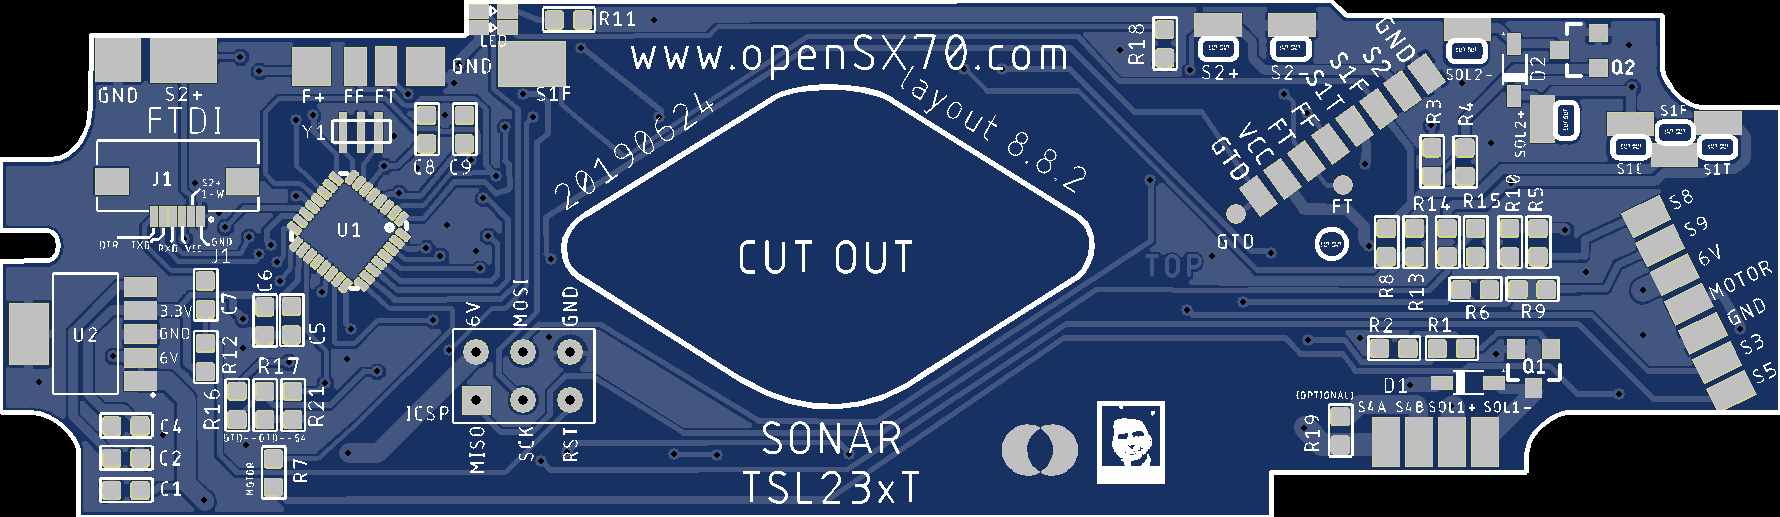 R11
LED
www.openSX70.com
R18
S2+
S2-
GND
S2
S1F
S1T
FF
FT
VCC
GTD
SOL2-
D2
Q2
GND
S2+
FTDI
F+
FF
FT
GND
S1F
Y1
C8
C9
20190624
layout 8.8.2
R3
R4
SOL2+
S1F
S1E
S1T
J1
S2+
1-W
DTR
TXD
RXD
VCC
GND
J1
U1
CUT OUT
TOP
GTD
FT
R14
R15
R10
R5
R8
R13
R6
R9
S8
S9
6V
MOTOR
GND
S3
S5
U2
3.3V
GND
6V
C7
C6
C5
R12
R17
R16
R21
GTD--GTD--S4
6V
MOSI
GND
ICSP
MISO
SCK
RST
R2
R1
Q1
D1
(OPTIONAL)
S4A S4B SOL1+ SOL1-
R19
C4
C2
C1
MOTOR
R7
SONAR
TSL23xT